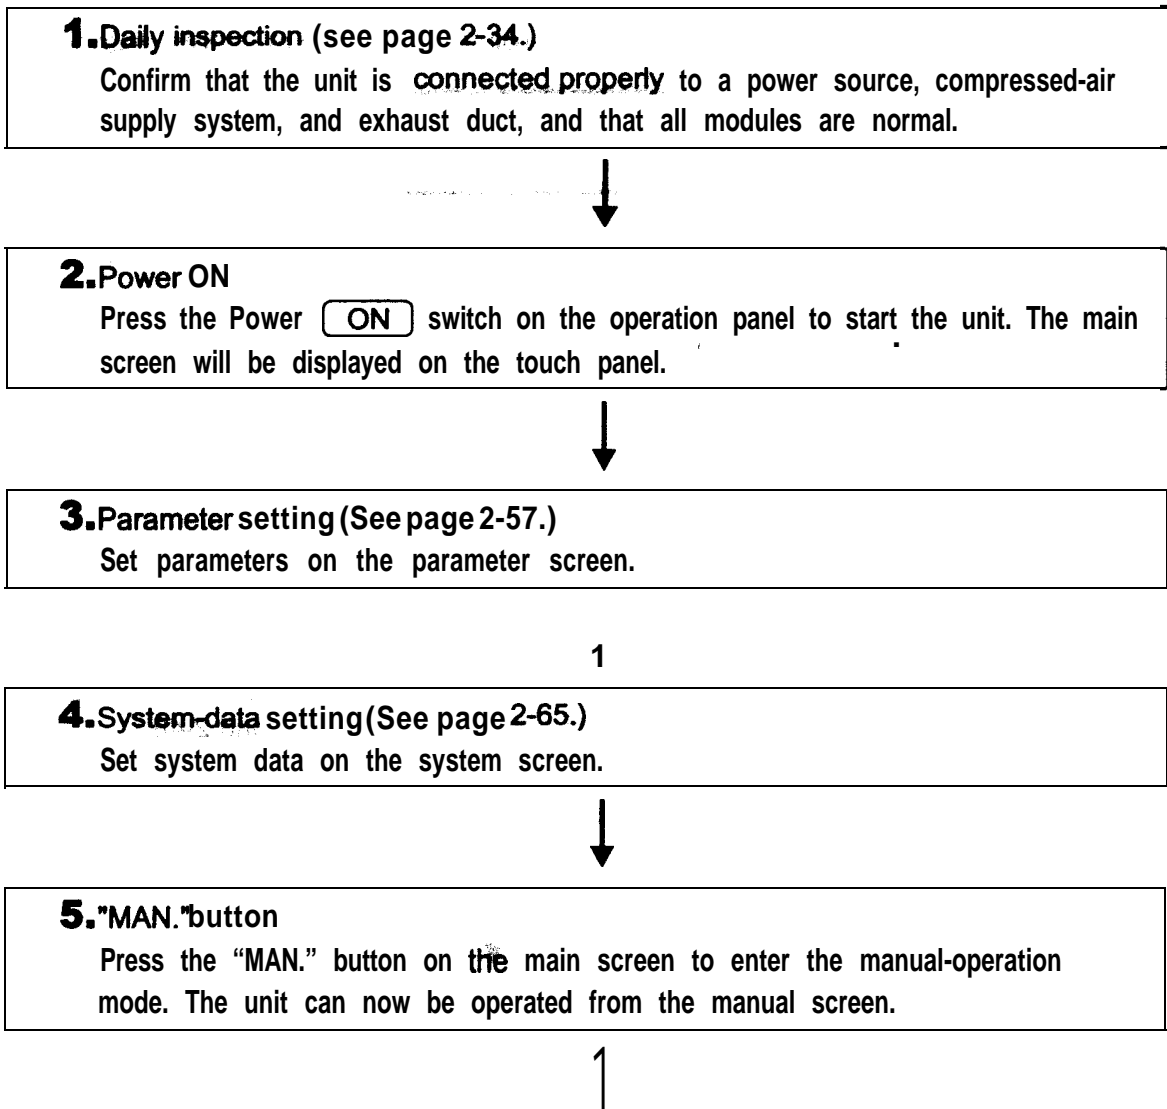 1.Daily inspection (see page 2-34.)
Confirm that the unit is connected properly to a power source, compressed-air
supply system, and exhaust duct, and that all modules are normal.
2.Power ON
Press the Power ON switch on the operation panel to start the unit. The main
screen will be displayed on the touch panel.
3.Parameter setting (See page 2-57.)
Set parameters on the parameter screen.
1
4.System-data setting (See page 2-65.)
Set system data on the system screen.
5."MAN."button
Press the “MAN.” button on the main screen to enter the manual-operation
mode. The unit can now be operated from the manual screen.
1